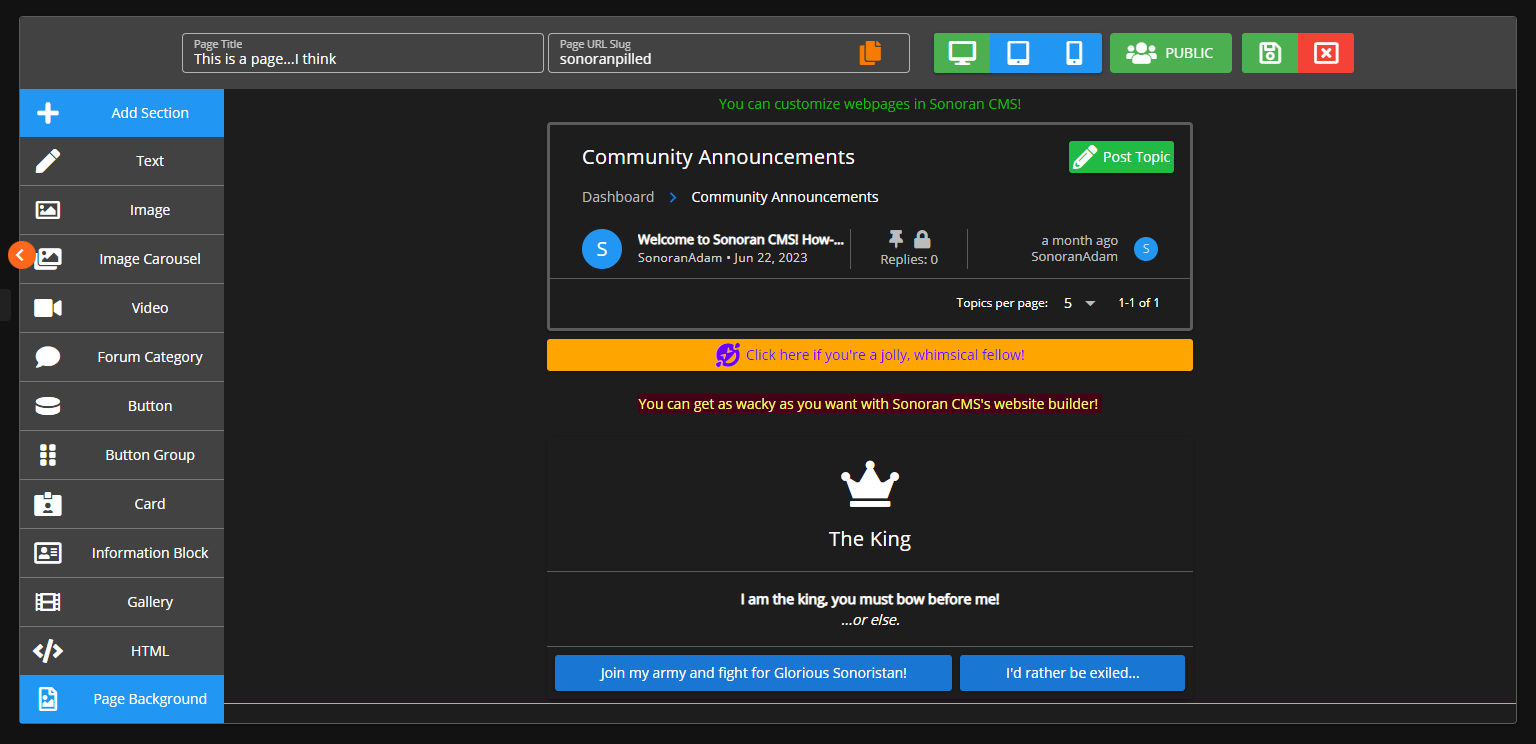 Page Title
This is a page...I think
Page URL Slug
sonoranpilled
PUBLIC
Add Section
Text
Image
Image Carousel
Video
Forum Category
Button
Button Group
Card
Information Block
Gallery
HTML
Page Background
You can customize webpages in Sonoran CMS!
Community Announcements
Post Topic
Dashboard
Community Announcements
S
Welcome to Sonoran CMS! How-...
SonoranAdam • Jun 22, 2023
Replies: 0
a month ago
SonoranAdam
S
Topics per page: 5 1-1 of 1
Click here if you're a jolly, whimsical fellow!
You can get as wacky as you want with Sonoran CMS's website builder!
The King
I am the king, you must bow before me!
...or else.
Join my army and fight for Glorious Sonoristan!
I'd rather be exiled...